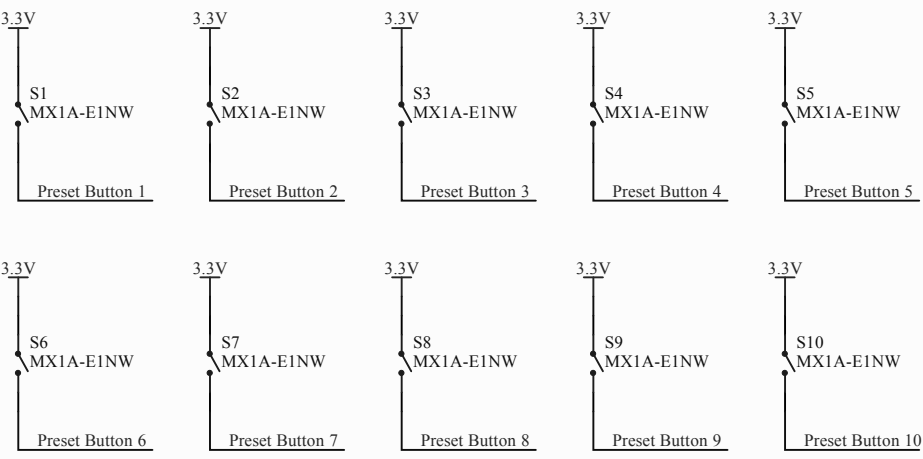 3.3V 3.3V 3.3V 3.3V 3.3V
S1 S2 S3 S4 S5
MX1A-E1NW MX1A-E1NW MX1A-E1NW MX1A-E1NW MX1A-E1NW
Preset Button 1 Preset Button 2 Preset Button 3 Preset Button 4 Preset Button 5
3.3V 3.3V 3.3V 3.3V 3.3V
S6 S7 S8 S9 S10
MX1A-E1NW MX1A-E1NW MX1A-E1NW MX1A-E1NW MX1A-E1NW
Preset Button 6 Preset Button 7 Preset Button 8 Preset Button 9 Preset Button 10